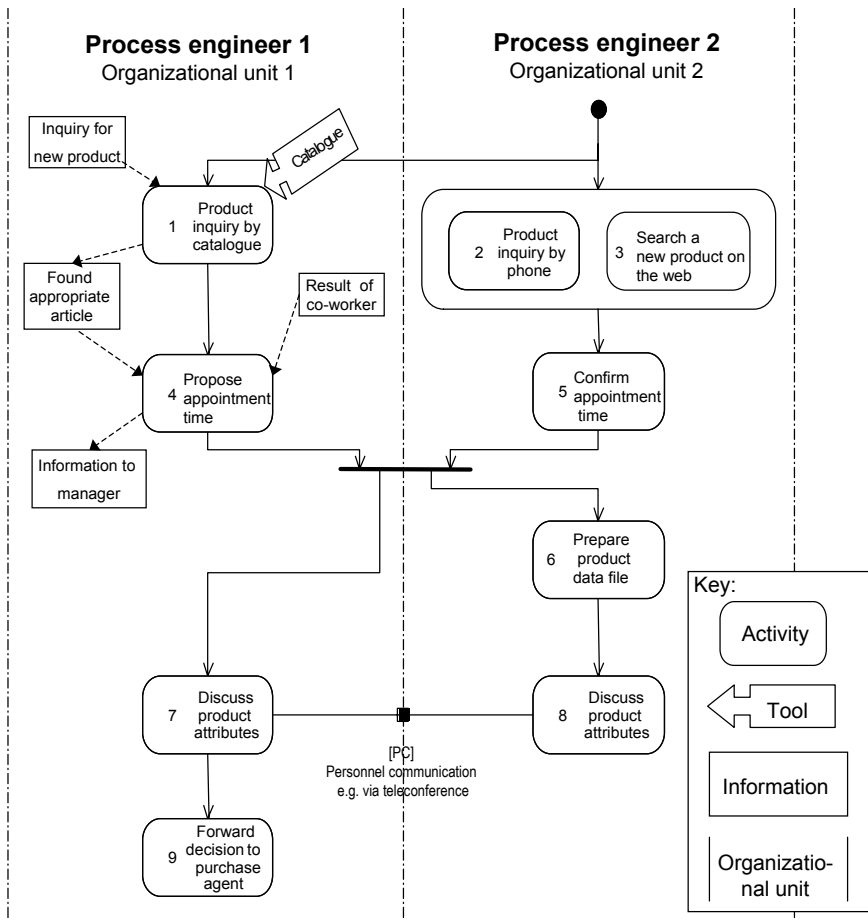 Process engineer 1
Organizational unit 1
Process engineer 2
Organizational unit 2
Inquiry for
new product
Catalogue
1
Product
inquiry by
catalogue
2
Product
inquiry by
phone
3
Search a
new product on
the web
Found
appropriate
article
Result of
co-worker
4
Propose
appointment
time
5
Confirm
appointment
time
Information to
manager
6
Prepare
product
data file
7
Discuss
product
attributes
8
Discuss
product
attributes
[PC]
Personnel communication
e.g. via teleconference
9
Forward
decision to
purchase
agent
Key:
Activity
Tool
Information
Organizatio-
nal unit